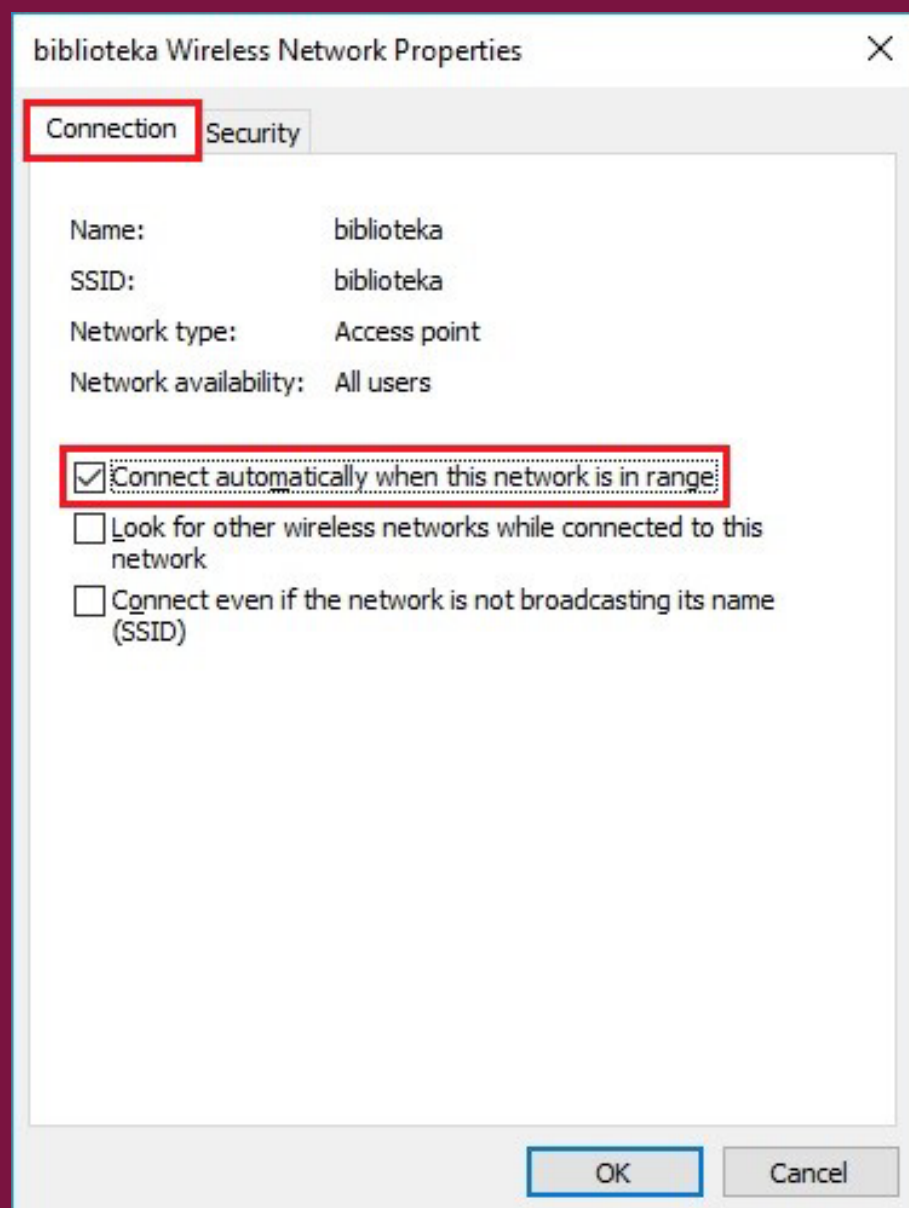 biblioteka Wireless Network Properties
Connection
Security
Name: biblioteka
SSID: biblioteka
Network type: Access point
Network availability: All users
Connect automatically when this network is in range
Look for other wireless networks while connected to this
network
Connect even if the network is not broadcasting its name
(SSID)
OK
Cancel